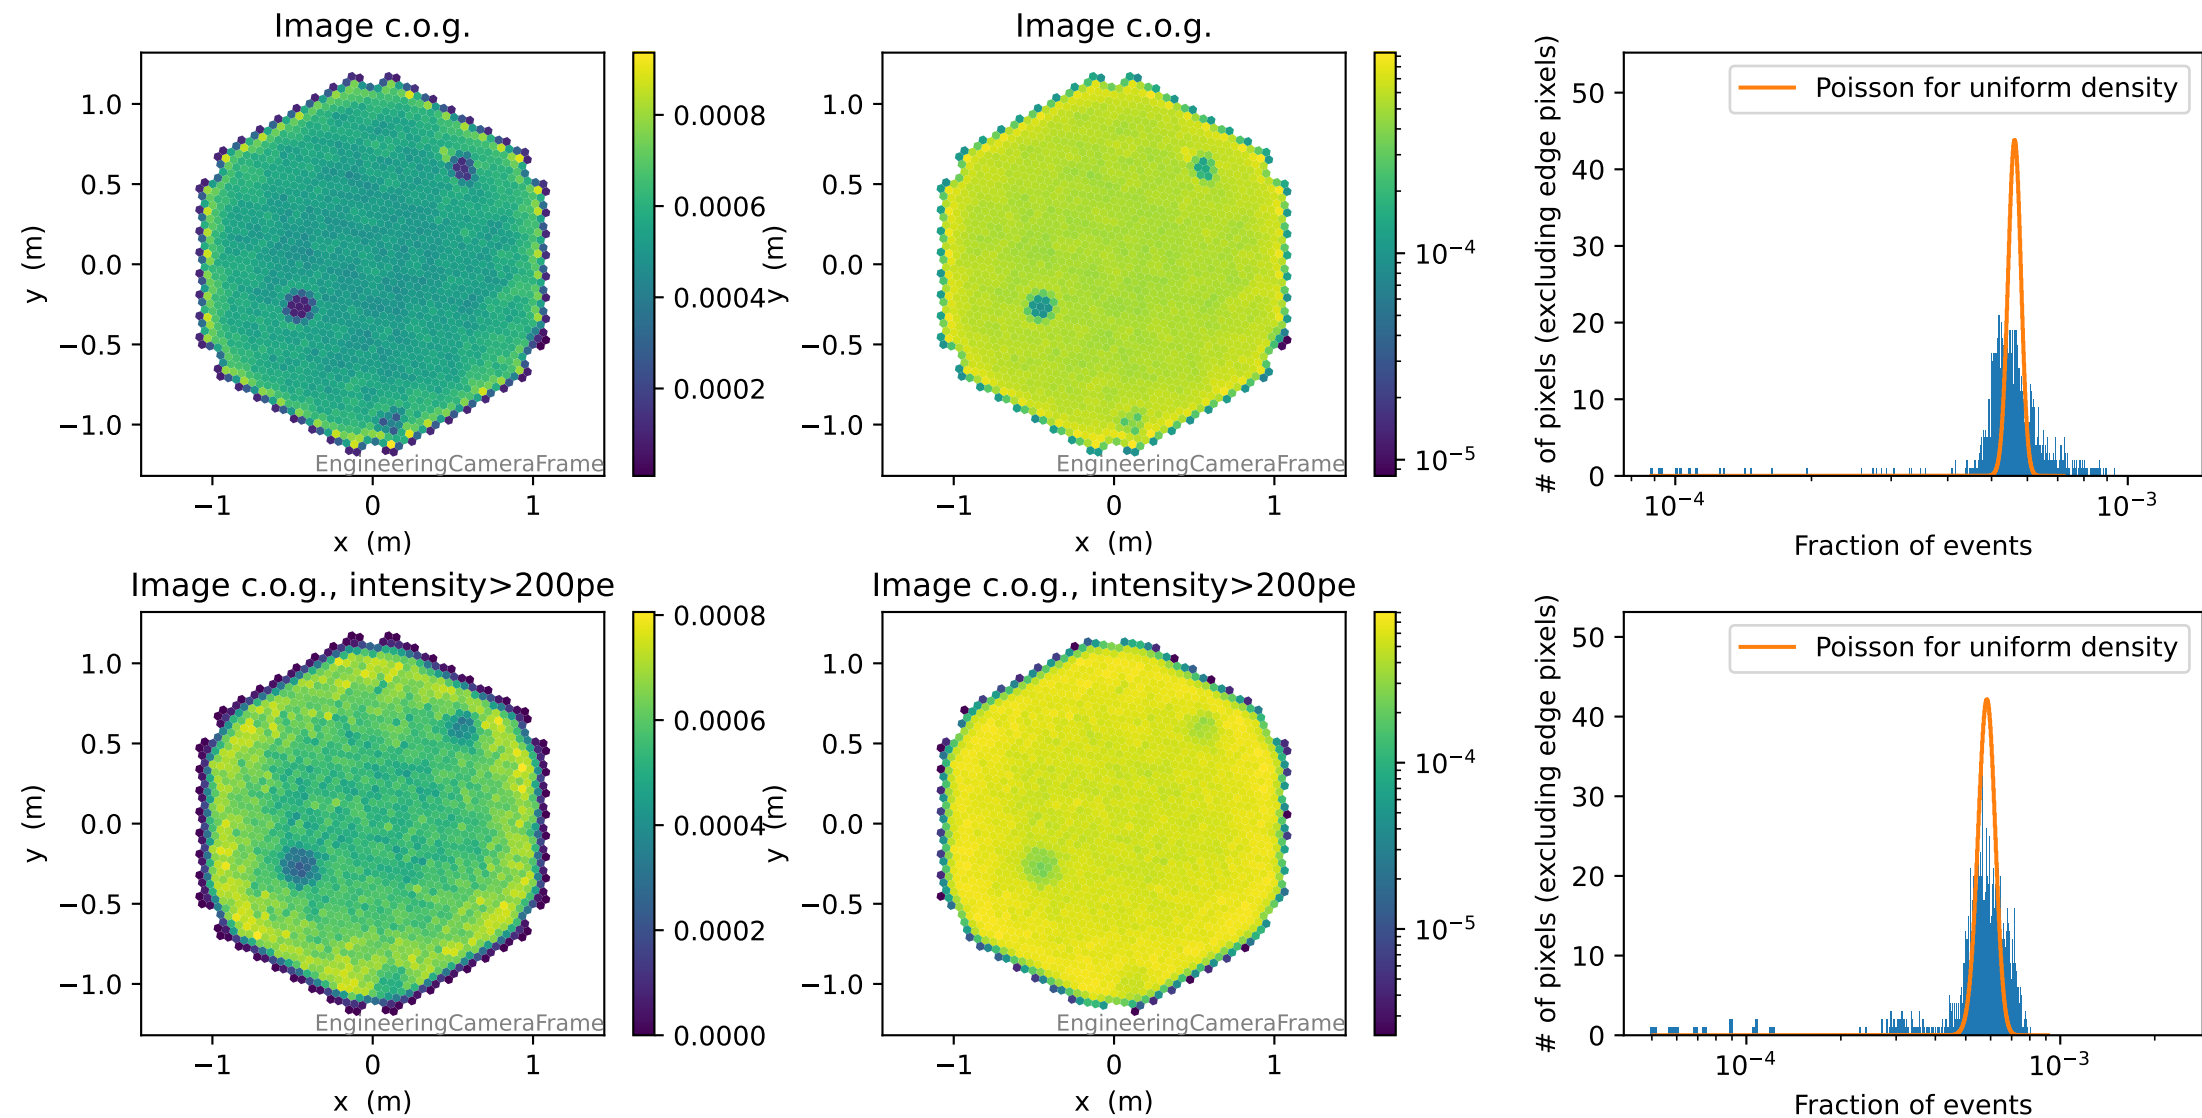 Image c.o.g.
1.0
0.5
0.0
−0.5
−1.0
y (m)
−1
0
1
x (m)
EngineeringCameraFrame
0.0008
0.0006
0.0004
0.0002
Image c.o.g.
1.0
0.5
0.0
−0.5
−1.0
y (m)
−1
0
1
x (m)
EngineeringCameraFrame
10⁻⁴
10⁻⁵
Poisson for uniform density
50
40
30
20
10
0
# of pixels (excluding edge pixels)
10⁻⁴
10⁻³
Fraction of events
Image c.o.g., intensity>200pe
1.0
0.5
0.0
−0.5
−1.0
y (m)
−1
0
1
x (m)
EngineeringCameraFrame
0.0008
0.0006
0.0004
0.0002
0.0000
Image c.o.g., intensity>200pe
1.0
0.5
0.0
−0.5
−1.0
y (m)
−1
0
1
x (m)
EngineeringCameraFrame
10⁻⁴
10⁻⁵
Poisson for uniform density
50
40
30
20
10
0
# of pixels (excluding edge pixels)
10⁻⁴
10⁻³
Fraction of events